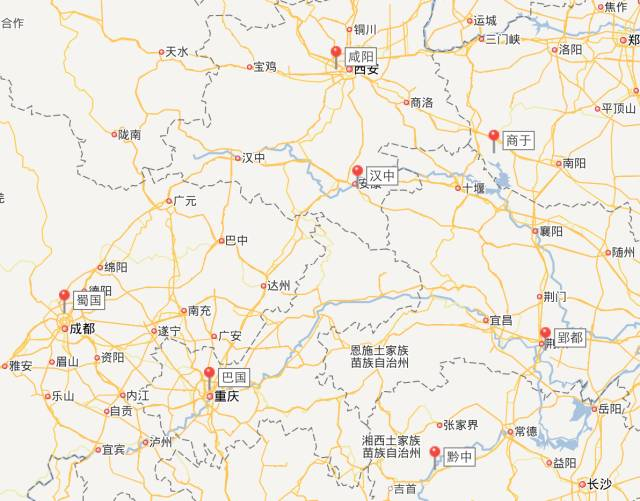 焦作
运城
合作
铜川
三门峡
郑
天水
咸阳
洛阳
宝鸡
西安
商洛
平顶山
陇南
商于
汉中
南阳
汉中
十堰
广元
襄阳
巴中
随州
绵阳
达州
荆门
德阳
蜀国
南充
宜昌
成都
遂宁
广安
郢都
恩施土家族
苗族自治州
雅安
眉山
资阳
巴国
乐山
内江
重庆
自贡
岳阳
张家界
常德
湘西土家族
苗族自治州
泸州
宜宾
黔中
益阳
吉首
长沙